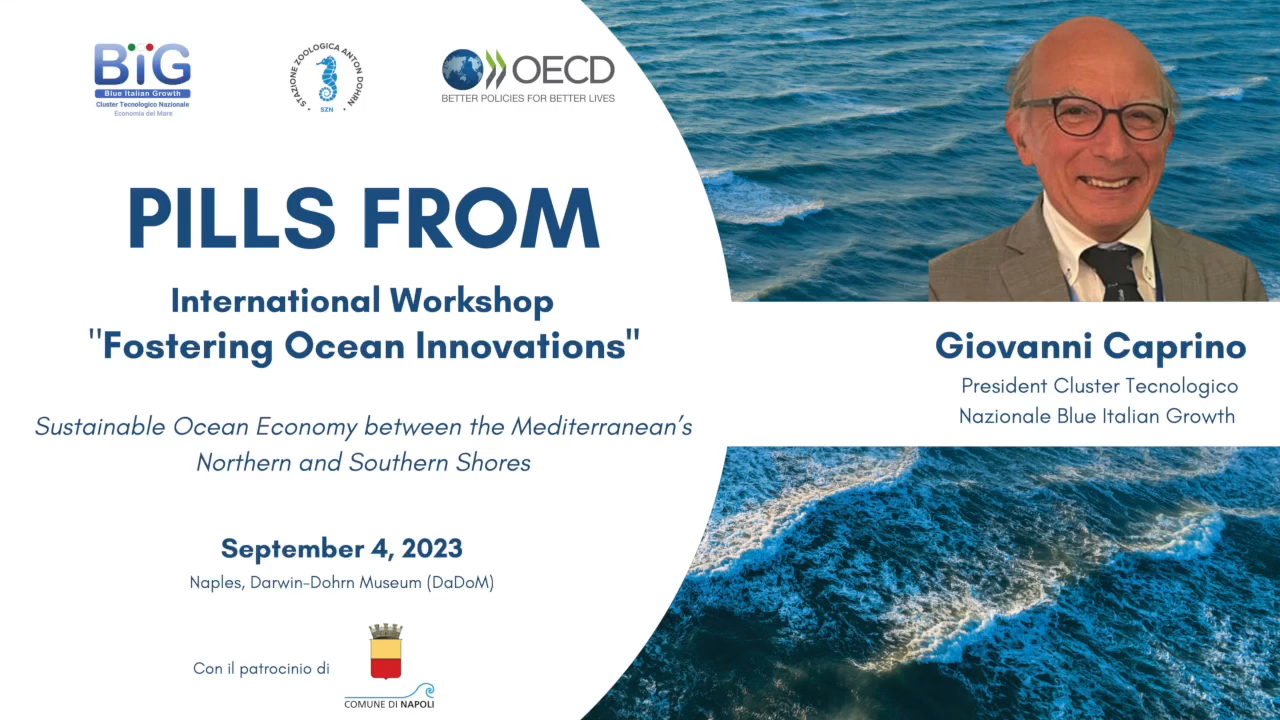 BIG
Blue Italian Growth
Cluster Tecnologico Nazionale
Economia del Mare
STAZIONE ZOOLOGICA ANTON DOHRN
SZN
OECD
BETTER POLICIES FOR BETTER LIVES
PILLS FROM
International Workshop
"Fostering Ocean Innovations"
Sustainable Ocean Economy between the Mediterranean’s
Northern and Southern Shores
September 4, 2023
Naples, Darwin-Dohrn Museum (DaDoM)
Con il patrocinio di
COMUNE DI NAPOLI
Giovanni Caprino
President Cluster Tecnologico
Nazionale Blue Italian Growth